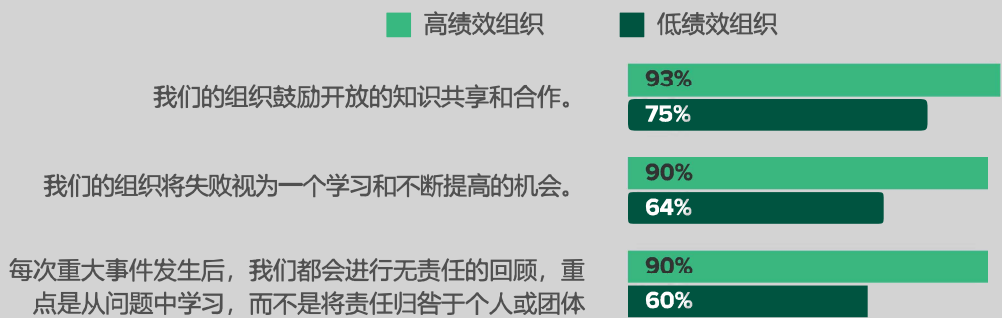 高绩效组织 低绩效组织
我们的组织鼓励开放的知识共享和合作。
93%
75%
我们的组织将失败视为一个学习和不断提高的机会。
90%
64%
每次重大事件发生后，我们都会进行无责任的回顾，重
点是从问题中学习，而不是将责任归咎于个人或团体
90%
60%